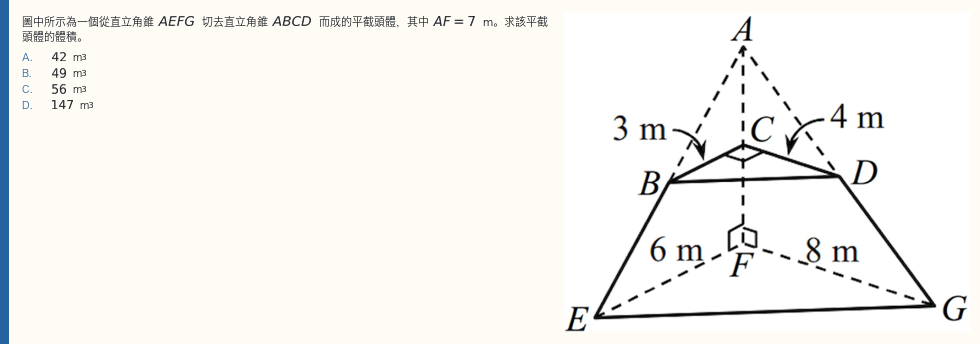 圖中所示為一個從直立角錐 AEFG 切去直立角錐 ABCD 而成的平截頭體，其中 AF = 7 m。求該平截
頭體的體積。
A. 42 m3
B. 49 m3
C. 56 m3
D. 147 m3
A
3 m
C
4 m
B
D
6 m
F
8 m
E
G